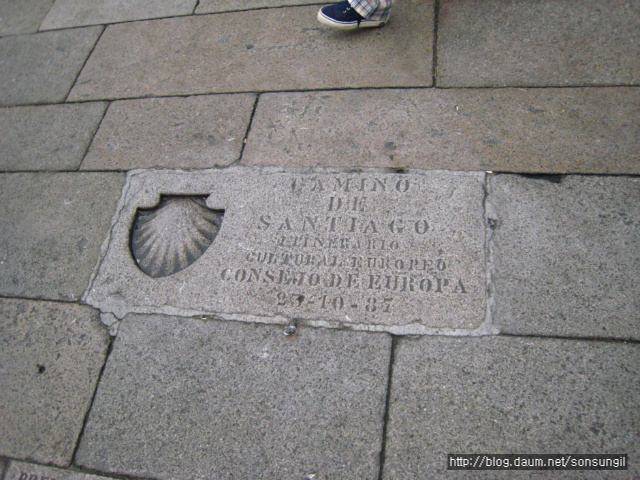 CAMINO
DE
SANTIAGO
ITINERARIO
CULTURAL EUROPEO
CONSEJO DE EUROPA
23-10-87
http://blog.daum.net/sonsungil